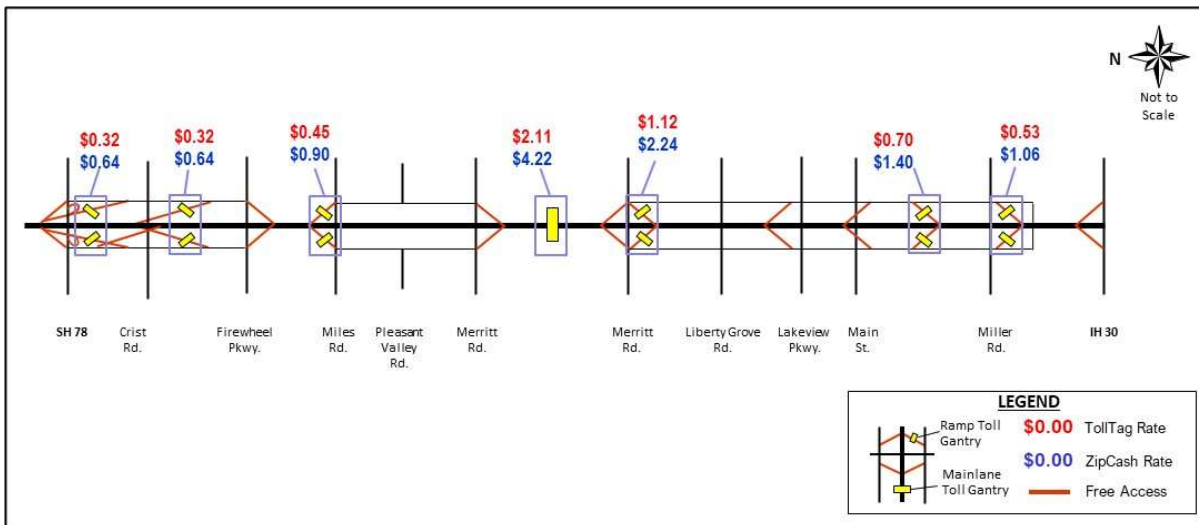 N
Not to
Scale
$0.32
$0.64
$0.32
$0.64
$0.45
$0.90
$2.11
$4.22
$1.12
$2.24
$0.70
$1.40
$0.53
$1.06
SH 78
Crist
Rd.
Firewheel
Pkwy.
Miles
Rd.
Pleasant
Valley
Rd.
Merritt
Rd.
Merritt
Rd.
Liberty Grove
Rd.
Lakeview
Pkwy.
Main
St.
Miller
Rd.
IH 30
LEGEND
Ramp Toll
Gantry
Mainlane
Toll Gantry
$0.00 TollTag Rate
$0.00 ZipCash Rate
Free Access